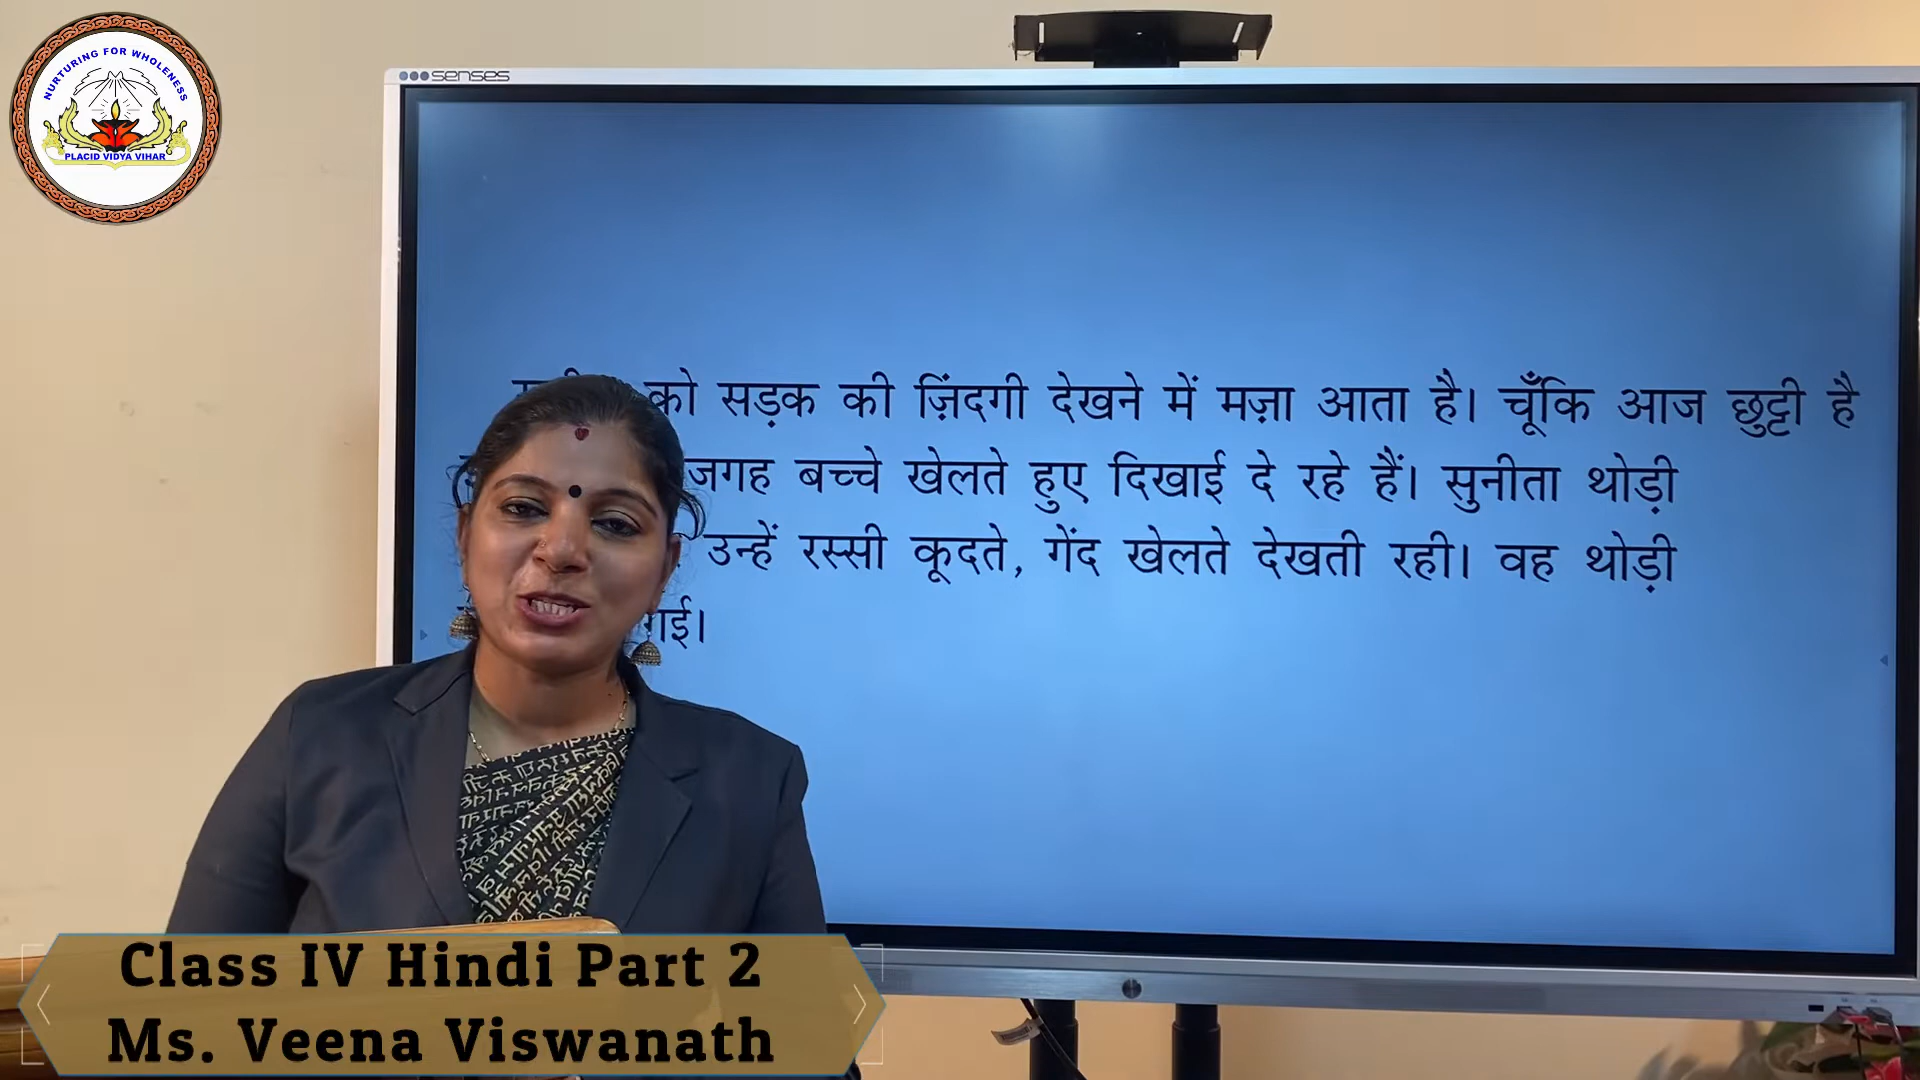 NURTURING FOR WHOLENESS
PLACID VIDYA VIHAR
senses
को सड़क की ज़िंदगी देखने में मज़ा आता है। चूँकि आज छुट्टी है
जगह बच्चे खेलते हुए दिखाई दे रहे हैं। सुनीता थोड़ी
उन्हें रस्सी कूदते, गेंद खेलते देखती रही। वह थोड़ी
गई।
Class IV Hindi Part 2
Ms. Veena Viswanath